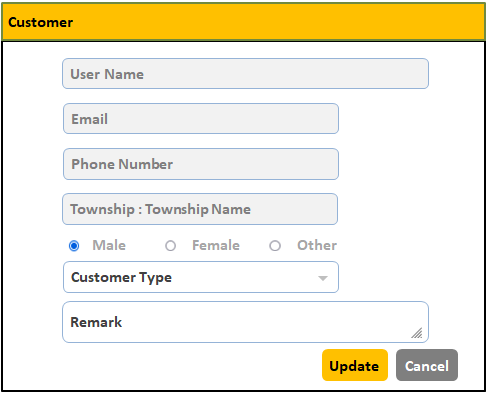 Customer
User Name
Email
Phone Number
Township : Township Name
Male Female Other
Customer Type
Remark
Update Cancel